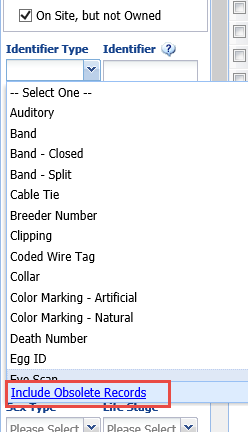 On Site, but not Owned
Identifier Type Identifier ?
-- Select One --
Auditory
Band
Band - Closed
Band - Split
Cable Tie
Breeder Number
Clipping
Coded Wire Tag
Collar
Color Marking - Artificial
Color Marking - Natural
Death Number
Egg ID
Eye Scan
Include Obsolete Records
Sex Type Life Stage
Please Select Please Select